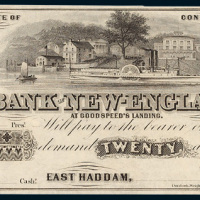 TE OF CON
BANK·NEW-ENGLA
AT GOODSPEED'S LANDING.
Pres.t Will pay to the bearer
demand TWENTY
Cash.r EAST HADDAM,